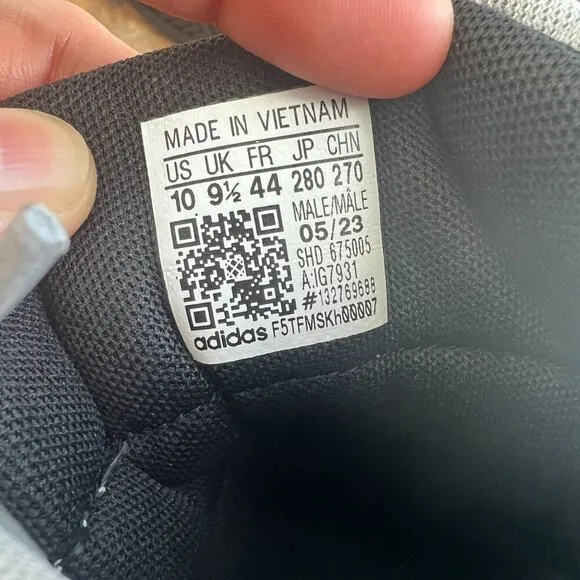 MADE IN VIETNAM
US UK FR JP CHN
10 9½ 44 280 270
MALE/MÂLE
05/23
SHD 675005
A:IG7931
#132769688
adidas F5TFMSKh00007